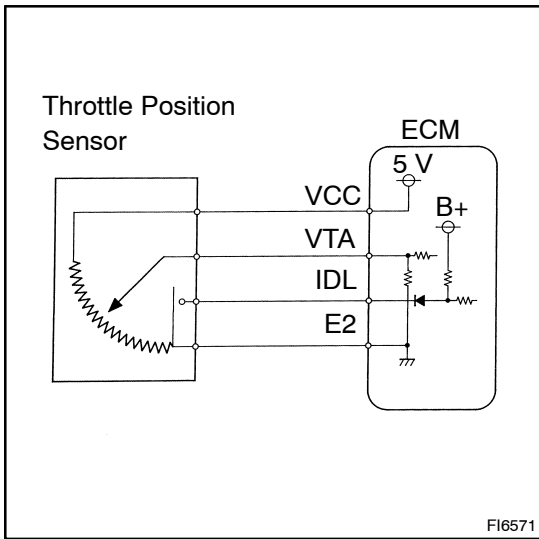 Throttle Position
Sensor
ECM
5 V
B+
VCC
VTA
IDL
E2
FI6571